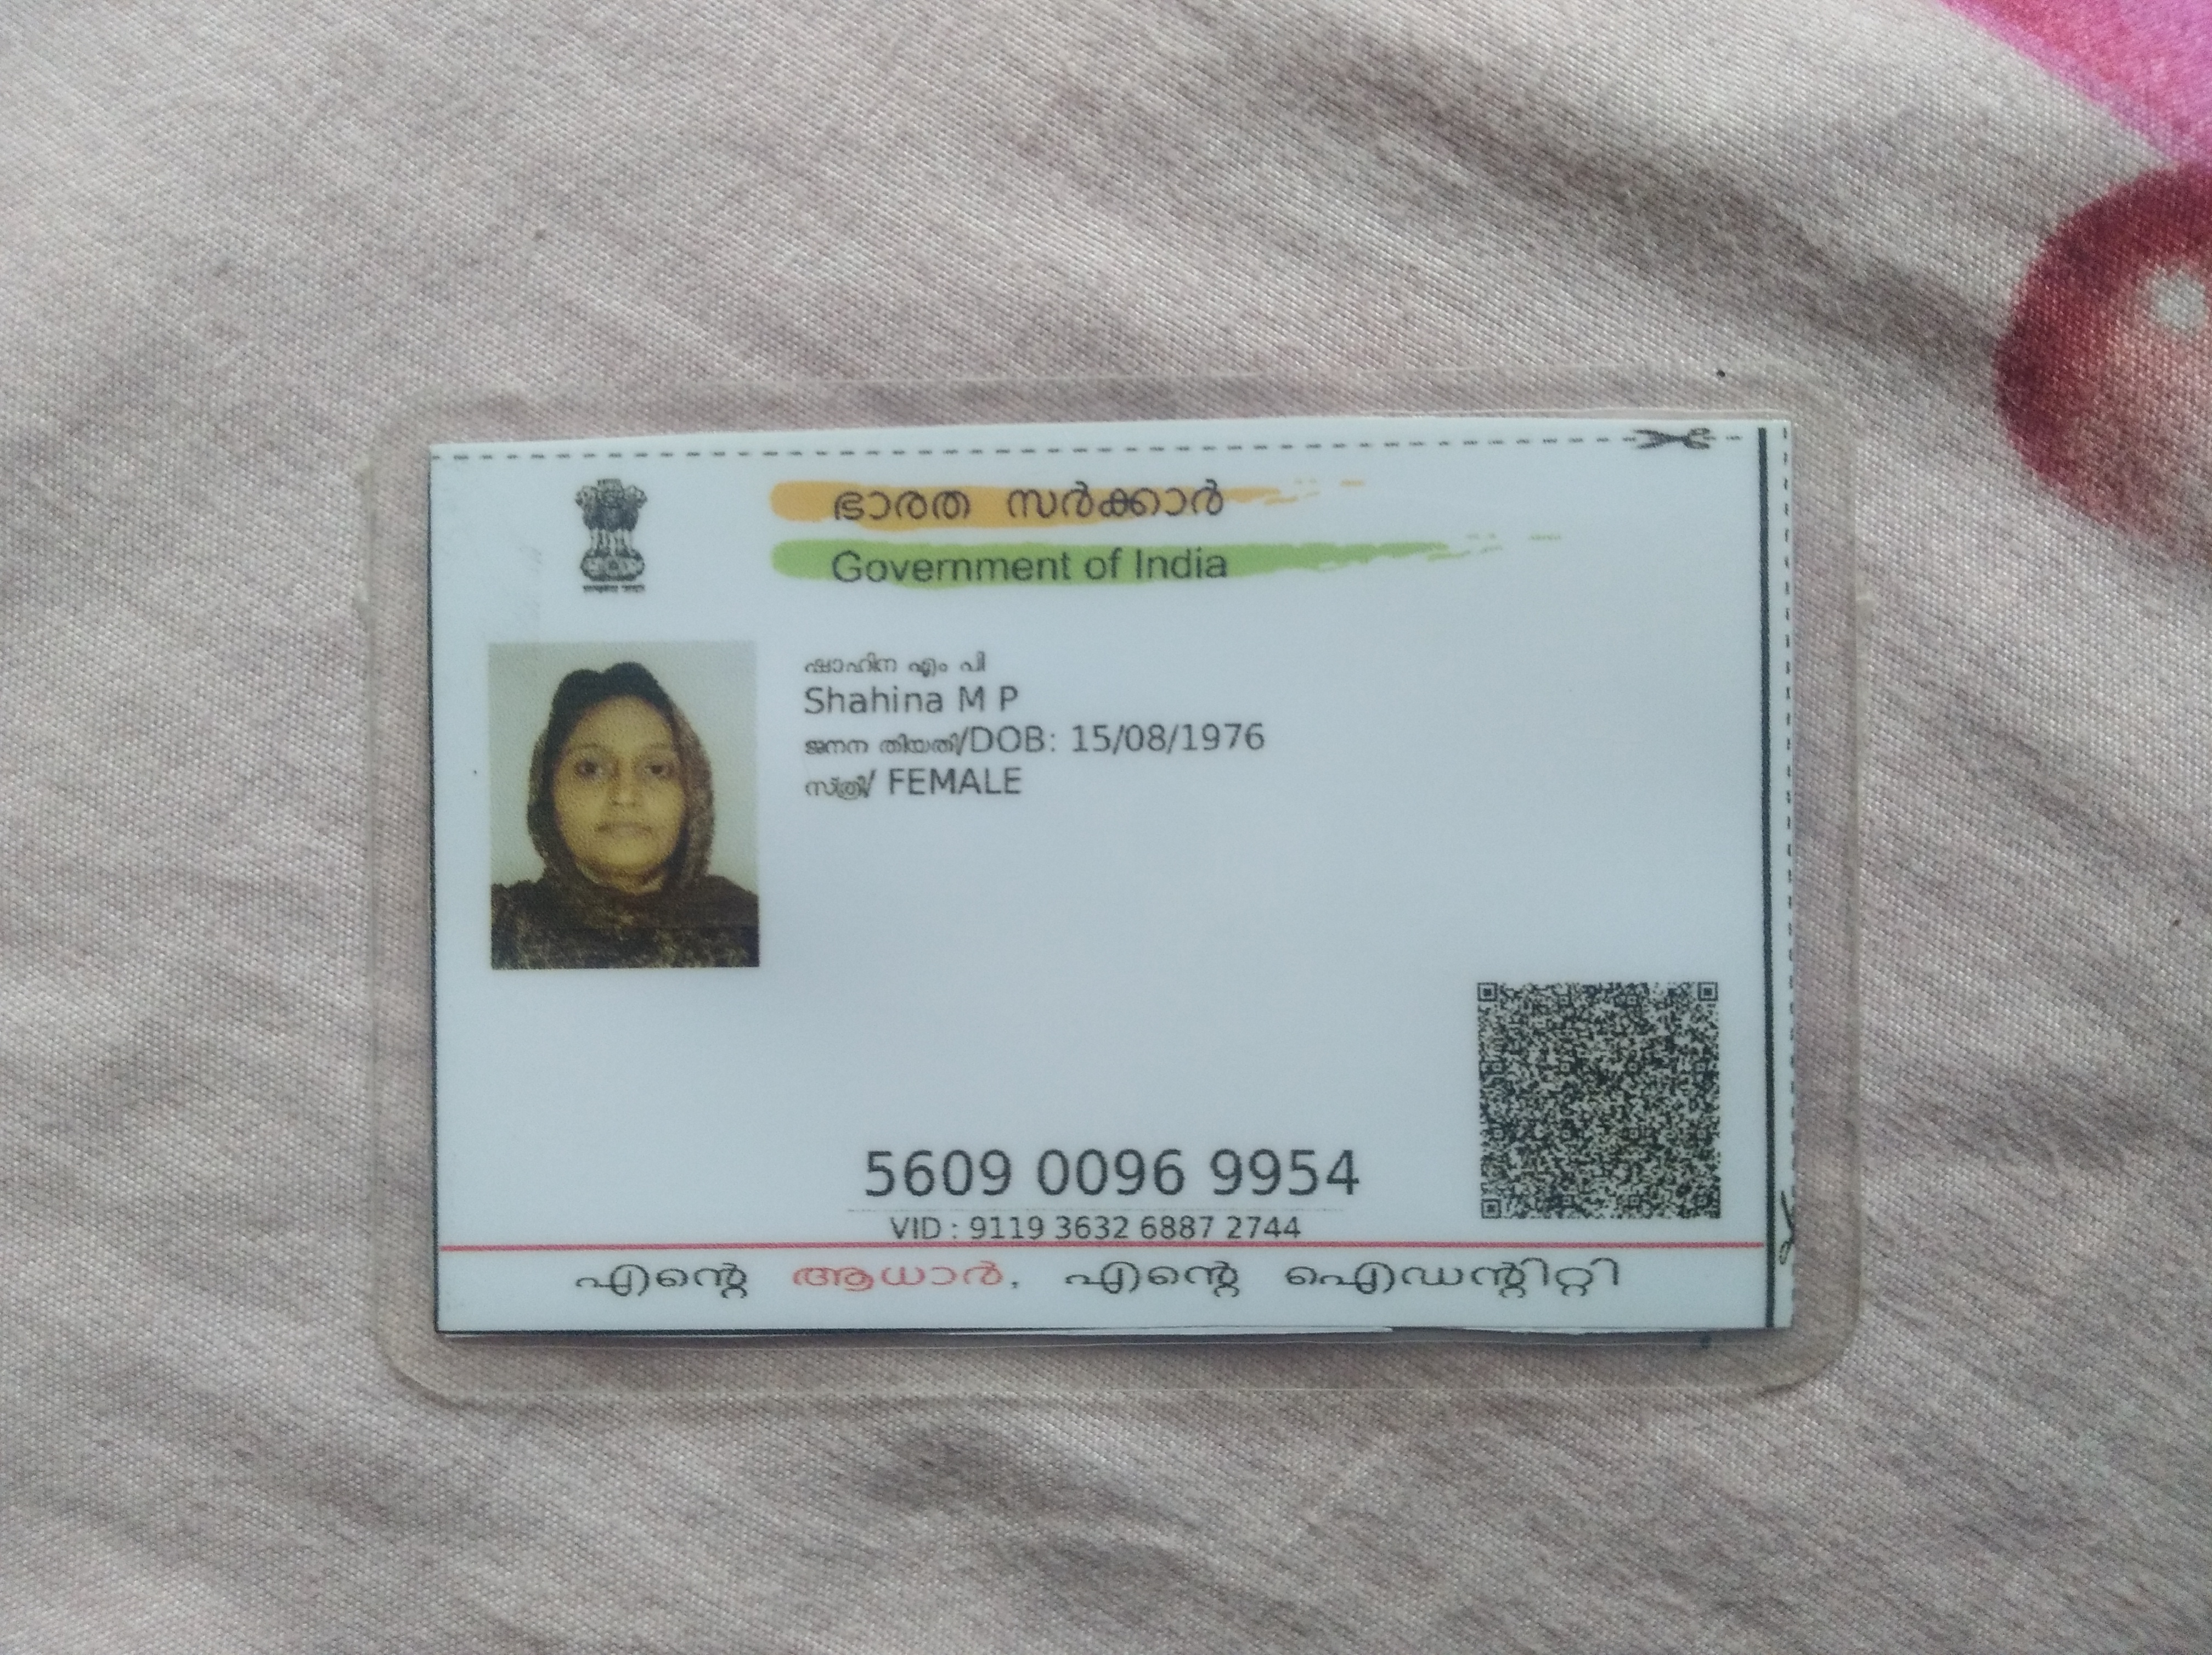 ഭാരത സർക്കാർ
Government of India
ഷാഹിന എം പി
Shahina M P
ജനന തിയതി/DOB: 15/08/1976
സ്ത്രീ/ FEMALE
5609 0096 9954
VID : 9119 3632 6887 2744
എന്റെ ആധാർ, എന്റെ ഐഡന്റിറ്റി